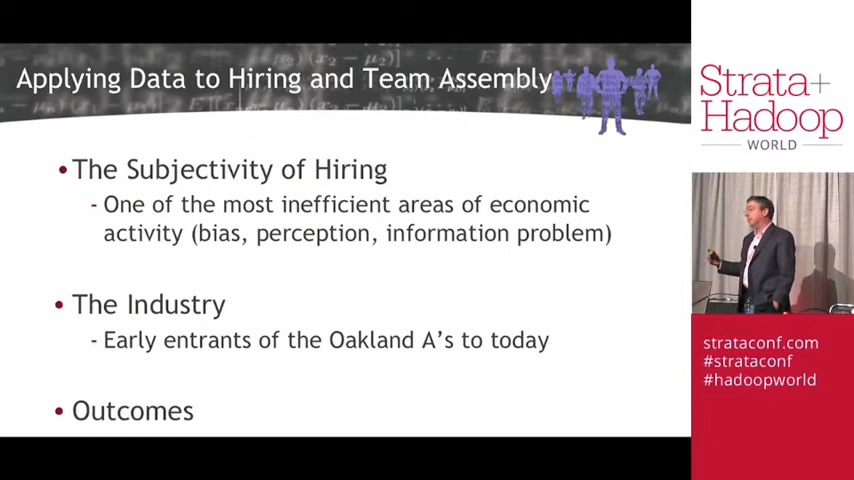 Applying Data to Hiring and Team Assembly
•The Subjectivity of Hiring
- One of the most inefficient areas of economic
activity (bias, perception, information problem)
• The Industry
- Early entrants of the Oakland A's to today
• Outcomes
Strata+
Hadoop
WORLD
strataconf.com
#strataconf
#hadoopworld